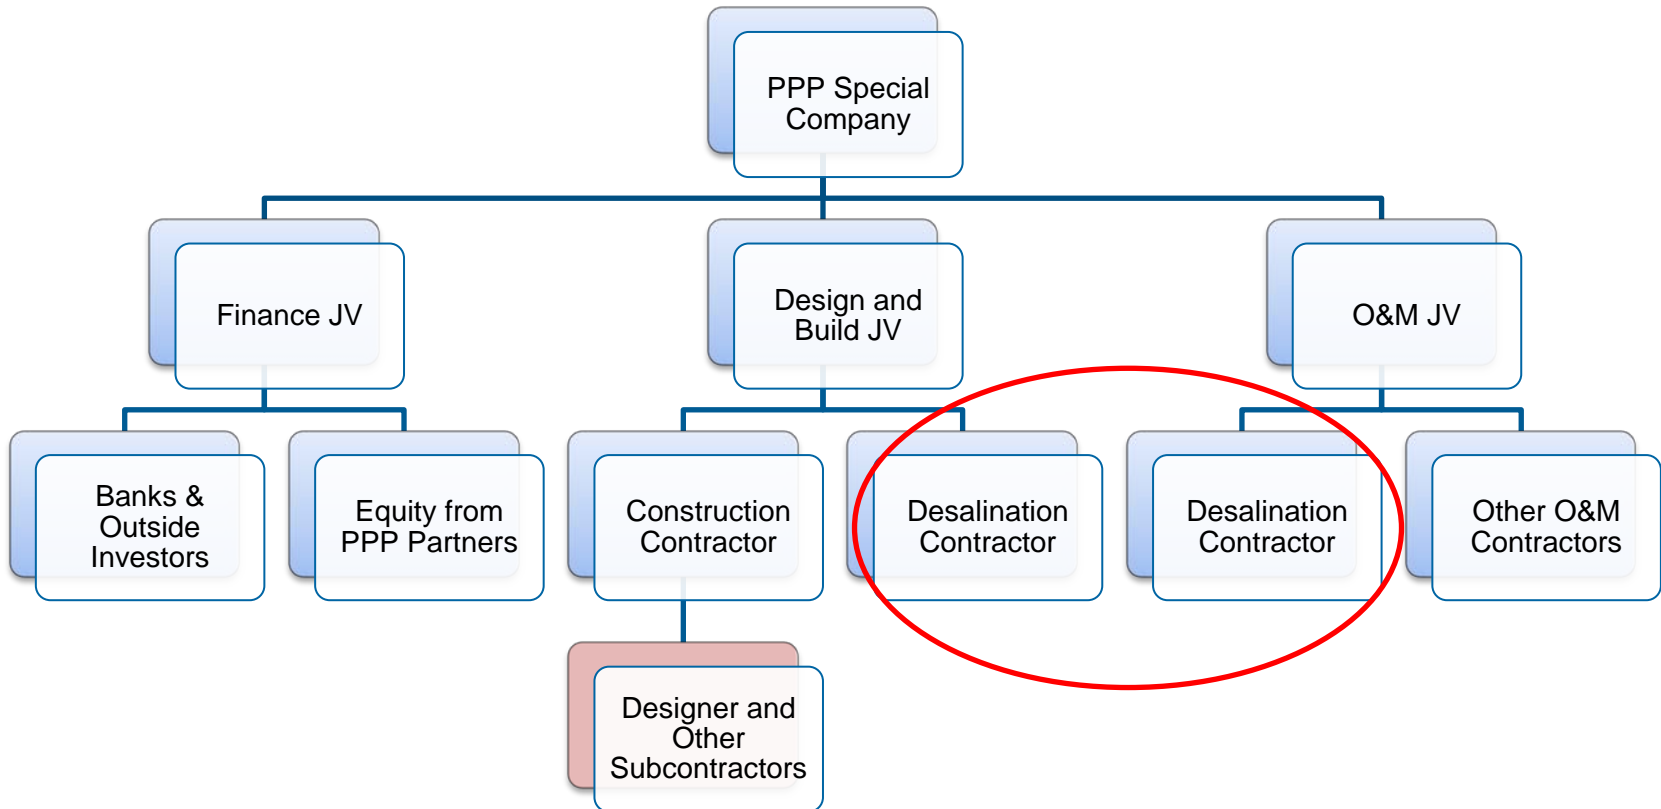 PPP Special
Company
Finance JV
Design and
Build JV
O&M JV
Banks &
Outside
Investors
Equity from
PPP Partners
Construction
Contractor
Desalination
Contractor
Desalination
Contractor
Other O&M
Contractors
Designer and
Other
Subcontractors